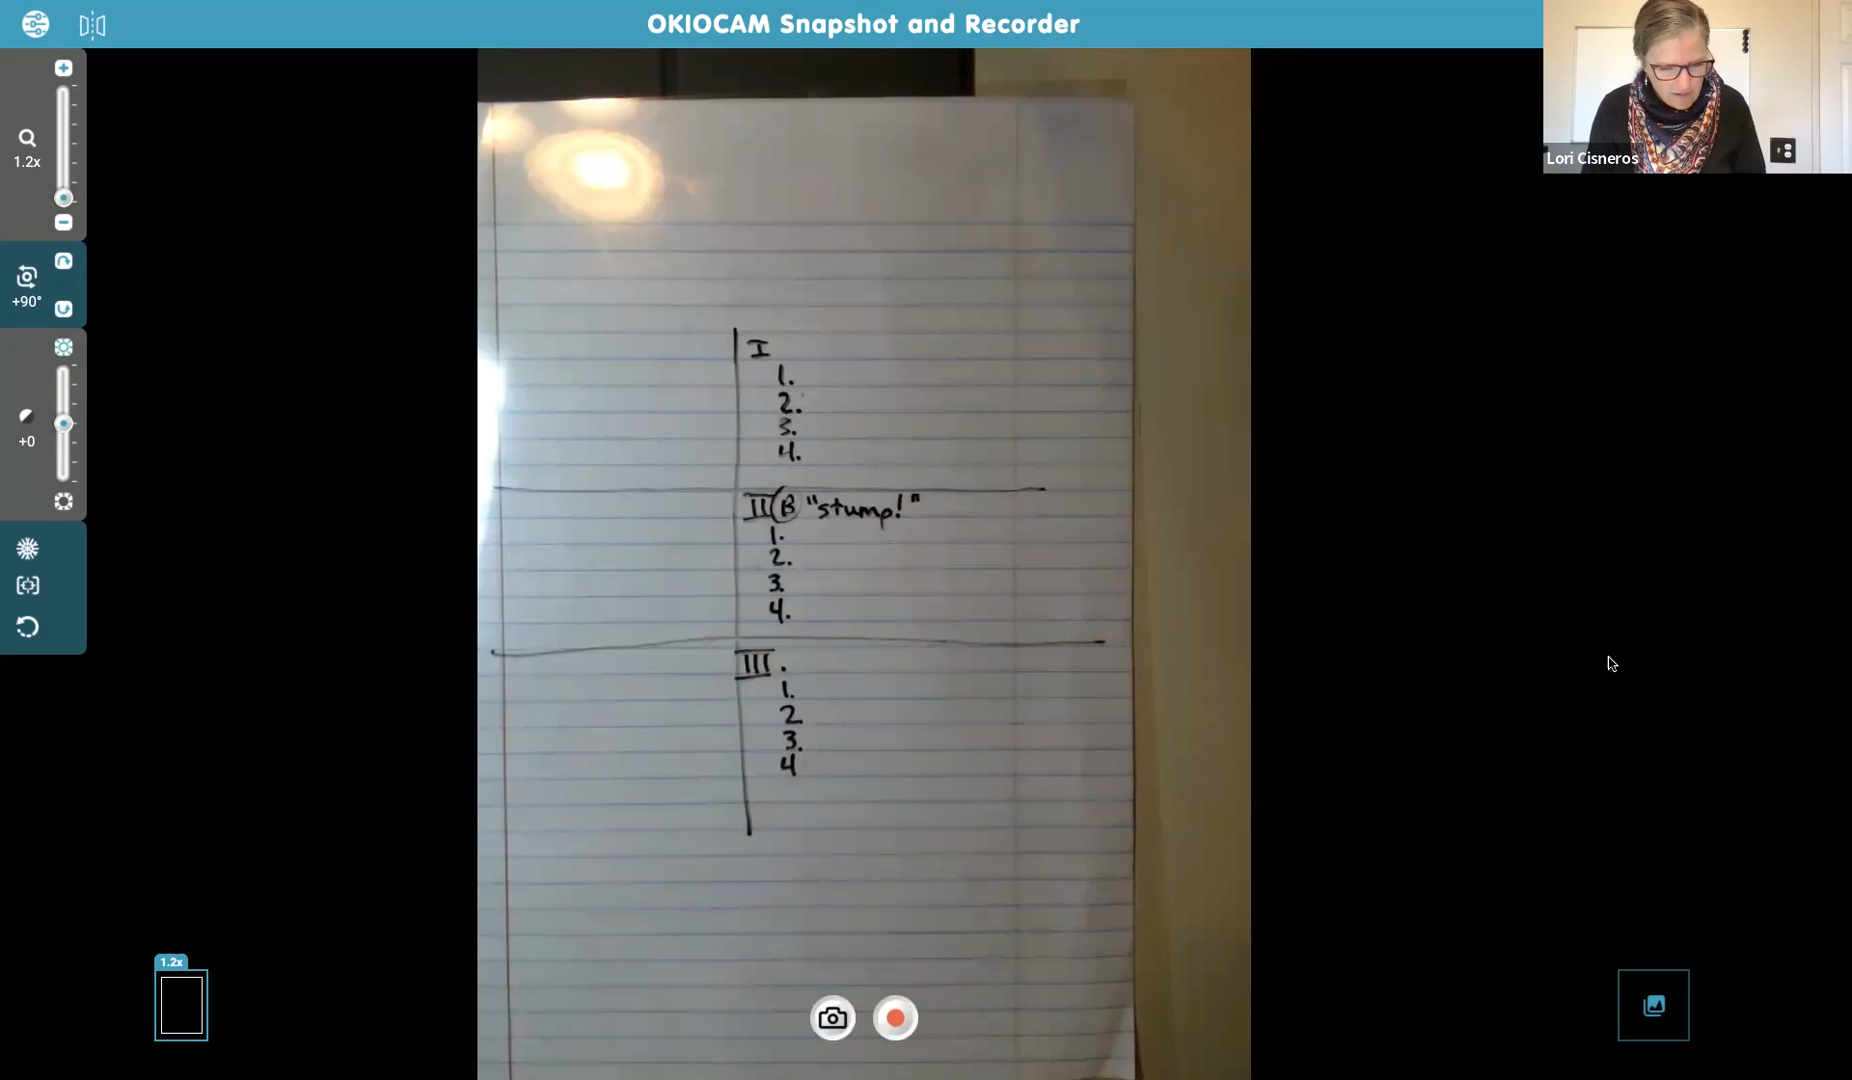 OKIOCAM Snapshot and Recorder
Lori Cisneros
1.2x
+90°
+0
I
1.
2.
3.
4.
II B "stump!"
1.
2.
3.
4.
III.
1.
2
3.
4
1.2x